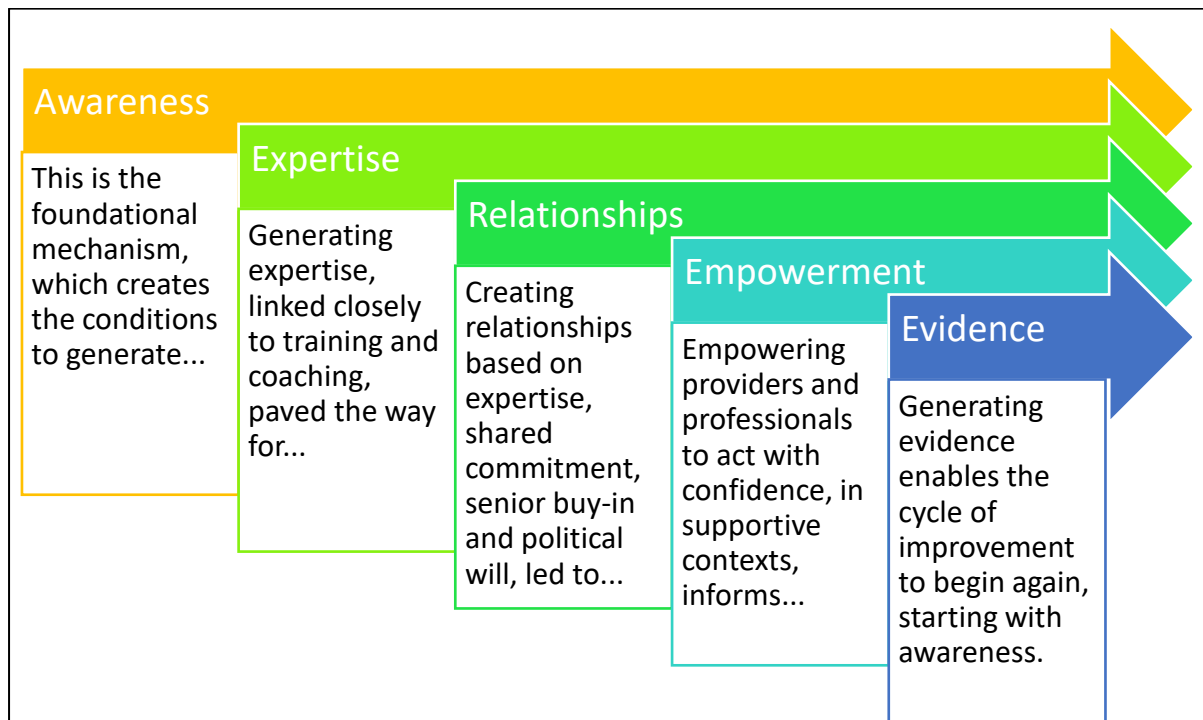 Awareness
This is the
foundational
mechanism,
which creates
the conditions
to generate...
Expertise
Generating
expertise,
linked closely
to training and
coaching,
paved the way
for...
Relationships
Creating
relationships
based on
expertise,
shared
commitment,
senior buy-in
and political
will, led to...
Empowerment
Empowering
providers and
professionals
to act with
confidence, in
supportive
contexts,
informs...
Evidence
Generating
evidence
enables the
cycle of
improvement
to begin again,
starting with
awareness.